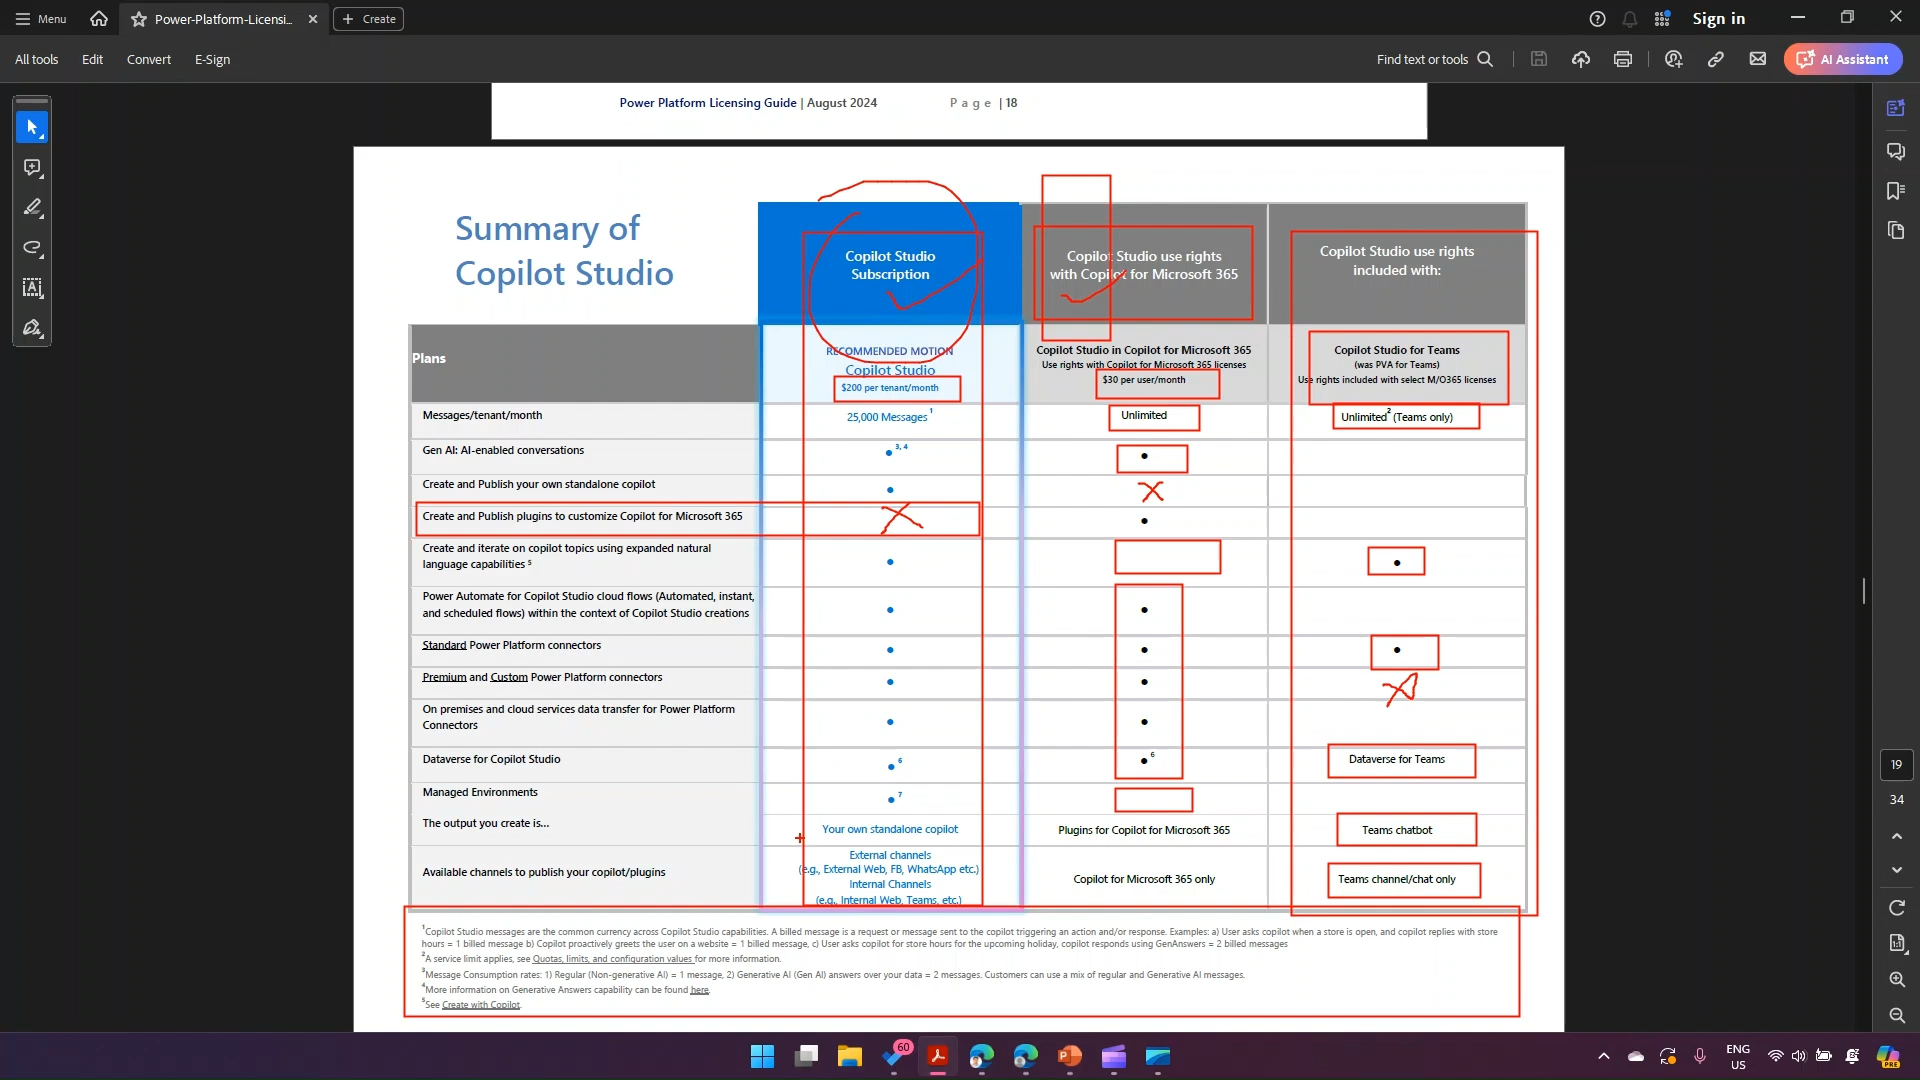 Menu
Power-Platform-Licensi...
Create
Sign in
All tools
Edit
Convert
E-Sign
Find text or tools
AI Assistant
Power Platform Licensing Guide | August 2024
Page | 18
Summary of
Copilot Studio
Copilot Studio
Subscription
Copilot Studio use rights
with Copilot for Microsoft 365
Copilot Studio use rights
included with:
Plans
RECOMMENDED MOTION
Copilot Studio
$200 per tenant/month
Copilot Studio in Copilot for Microsoft 365
Use rights with Copilot for Microsoft 365 licenses
$30 per user/month
Copilot Studio for Teams
(was PVA for Teams)
Use rights included with select M/O365 licenses
Messages/tenant/month
25,000 Messages 1
Unlimited
Unlimited2 (Teams only)
Gen AI: AI-enabled conversations
• 3, 4
•
Create and Publish your own standalone copilot
•
Create and Publish plugins to customize Copilot for Microsoft 365
•
Create and iterate on copilot topics using expanded natural
language capabilities 5
•
•
Power Automate for Copilot Studio cloud flows (Automated, instant,
and scheduled flows) within the context of Copilot Studio creations
•
•
Standard Power Platform connectors
•
•
•
Premium and Custom Power Platform connectors
•
•
On premises and cloud services data transfer for Power Platform
Connectors
•
•
Dataverse for Copilot Studio
• 6
• 6
Dataverse for Teams
Managed Environments
• 7
The output you create is...
Your own standalone copilot
Plugins for Copilot for Microsoft 365
Teams chatbot
Available channels to publish your copilot/plugins
External channels
(e.g., External Web, FB, WhatsApp etc.)
Internal Channels
(e.g., Internal Web, Teams, etc.)
Copilot for Microsoft 365 only
Teams channel/chat only
1Copilot Studio messages are the common currency across Copilot Studio capabilities. A billed message is a request or message sent to the copilot triggering an action and/or response. Examples: a) User asks copilot when a store is open, and copilot replies with store
hours = 1 billed message b) Copilot proactively greets the user on a website = 1 billed message, c) User asks copilot for store hours for the upcoming holiday, copilot responds using GenAnswers = 2 billed messages
2A service limit applies, see Quotas, limits, and configuration values for more information.
3Message Consumption rates: 1) Regular (Non-generative AI) = 1 message, 2) Generative AI (Gen AI) answers over your data = 2 messages. Customers can use a mix of regular and Generative AI messages.
4More information on Generative Answers capability can be found here.
5See Create with Copilot.
19
34
60
ENG
US
PRE